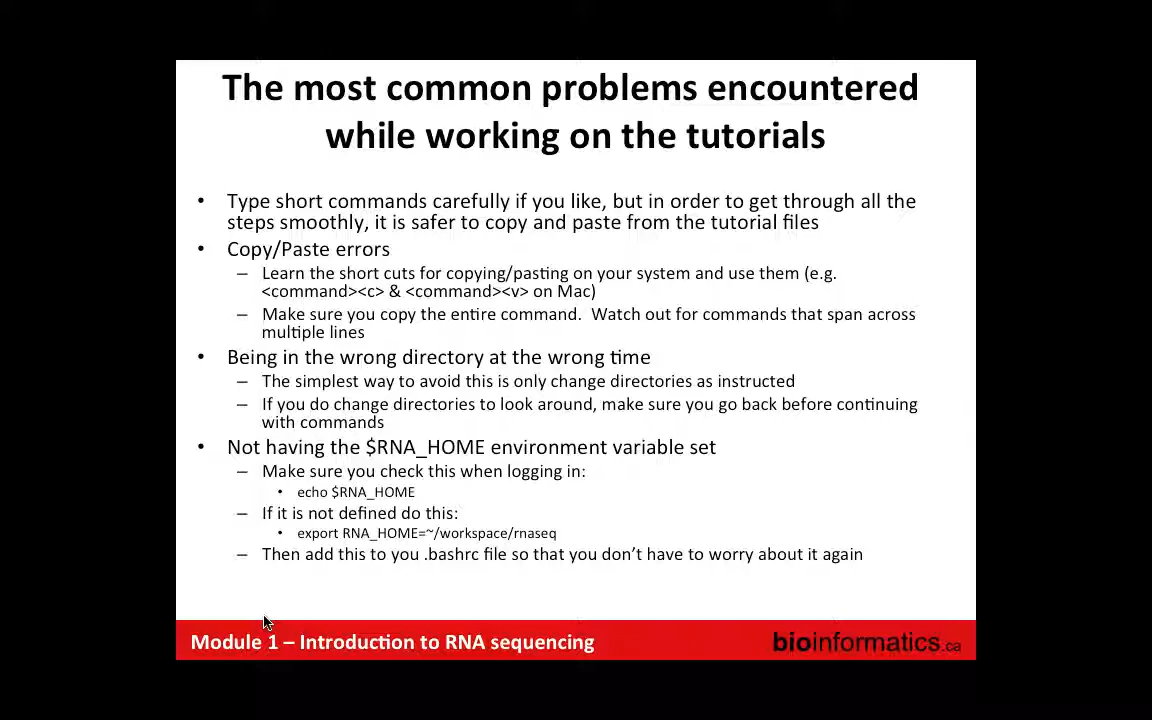 The most common problems encountered
while working on the tutorials
• Type short commands carefully if you like, but in order to get through all the
steps smoothly, it is safer to copy and paste from the tutorial files
• Copy/Paste errors
– Learn the short cuts for copying/pasting on your system and use them (e.g.
<command><c> & <command><v> on Mac)
– Make sure you copy the entire command.  Watch out for commands that span across
multiple lines
• Being in the wrong directory at the wrong time
– The simplest way to avoid this is only change directories as instructed
– If you do change directories to look around, make sure you go back before continuing
with commands
• Not having the $RNA_HOME environment variable set
– Make sure you check this when logging in:
• echo $RNA_HOME
– If it is not defined do this:
• export RNA_HOME=~/workspace/rnaseq
– Then add this to you .bashrc file so that you don’t have to worry about it again
Module 1 – Introduction to RNA sequencing
bioinformatics.ca